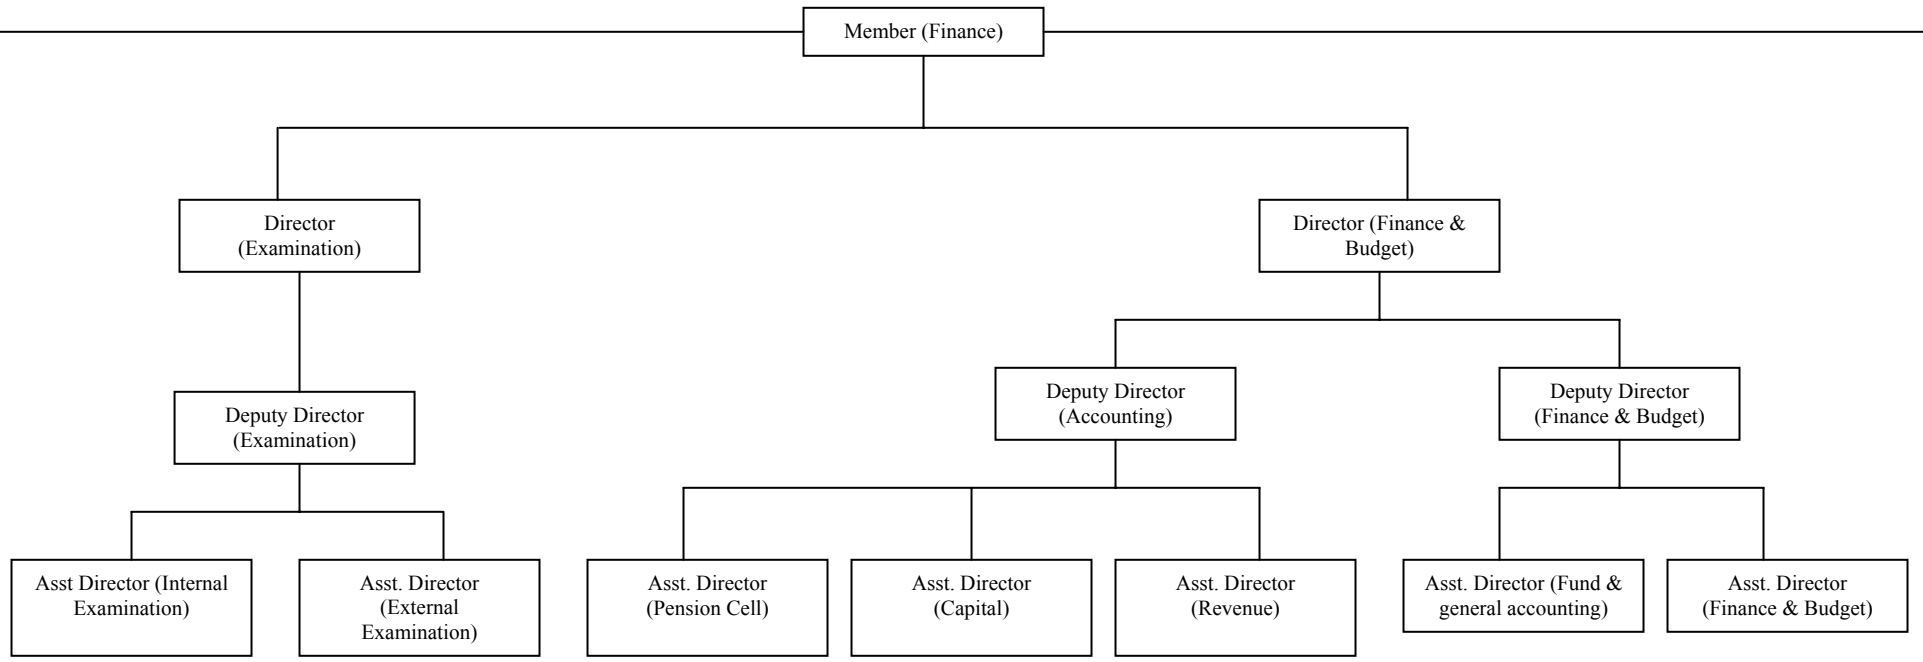 Member (Finance)
Director
(Examination)
Director (Finance &
Budget)
Deputy Director
(Examination)
Deputy Director
(Accounting)
Deputy Director
(Finance & Budget)
Asst Director (Internal
Examination)
Asst. Director
(External
Examination)
Asst. Director
(Pension Cell)
Asst. Director
(Capital)
Asst. Director
(Revenue)
Asst. Director (Fund &
general accounting)
Asst. Director
(Finance & Budget)